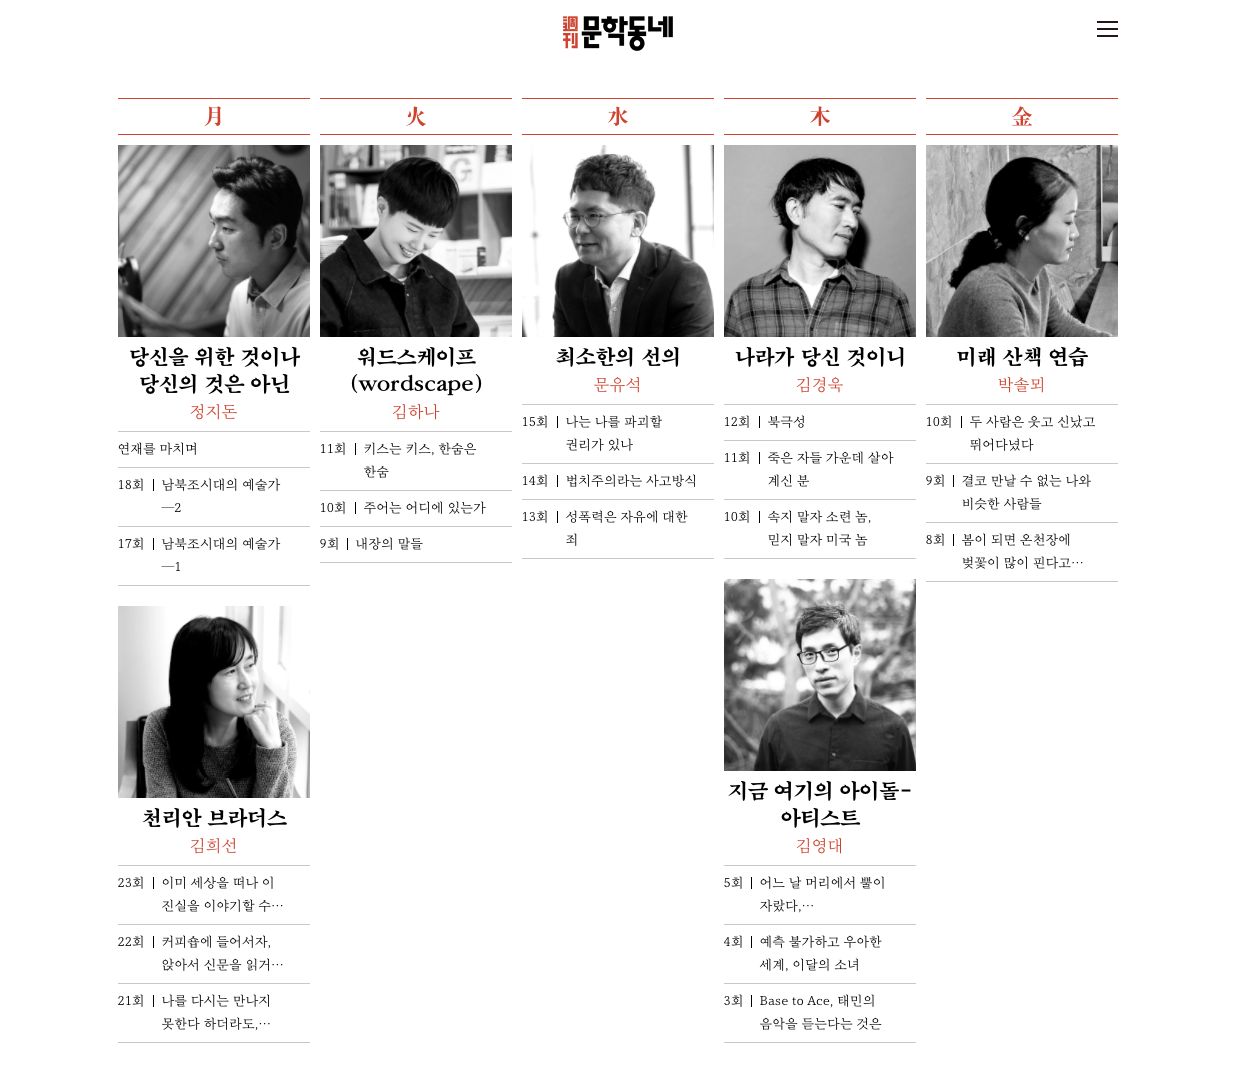 週刊 문학동네
月
당신을 위한 것이나
당신의 것은 아닌
정지돈
연재를 마치며
18회 | 남북조시대의 예술가
—2
17회 | 남북조시대의 예술가
—1
천리안 브라더스
김희선
23회 | 이미 세상을 떠나 이
진실을 이야기할 수…
22회 | 커피숍에 들어서자,
앉아서 신문을 읽거…
21회 | 나를 다시는 만나지
못한다 하더라도,…
火
워드스케이프
(wordscape)
김하나
11회 | 키스는 키스, 한숨은
한숨
10회 | 주어는 어디에 있는가
9회 | 내장의 말들
水
최소한의 선의
문유석
15회 | 나는 나를 파괴할
권리가 있나
14회 | 법치주의라는 사고방식
13회 | 성폭력은 자유에 대한
죄
木
나라가 당신 것이니
김경욱
12회 | 북극성
11회 | 죽은 자들 가운데 살아
계신 분
10회 | 속지 말자 소련 놈,
믿지 말자 미국 놈
지금 여기의 아이돌-
아티스트
김영대
5회 | 어느 날 머리에서 뿔이
자랐다,…
4회 | 예측 불가하고 우아한
세계, 이달의 소녀
3회 | Base to Ace, 태민의
음악을 듣는다는 것은
金
미래 산책 연습
박솔뫼
10회 | 두 사람은 웃고 신났고
뛰어다녔다
9회 | 결코 만날 수 없는 나와
비슷한 사람들
8회 | 봄이 되면 온천장에
벚꽃이 많이 핀다고…